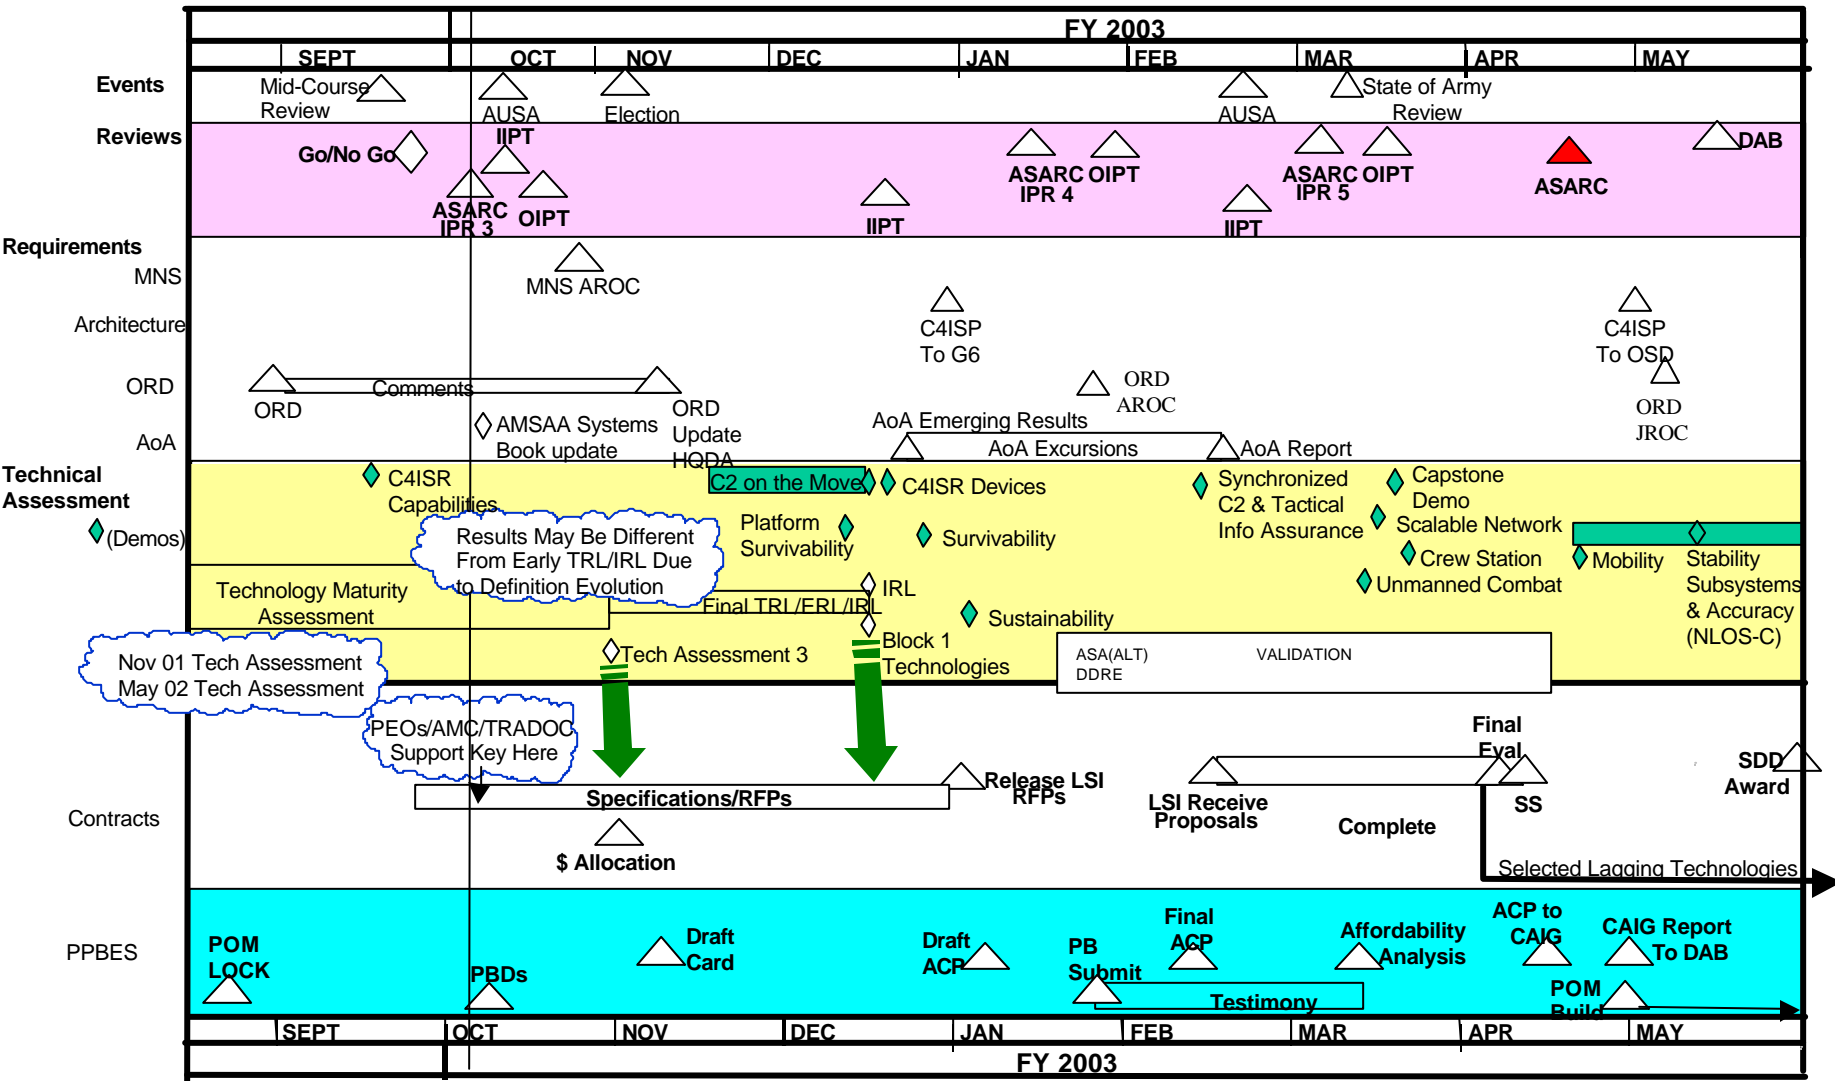 FY 2003
SEPT OCT NOV DEC JAN FEB MAR APR MAY
Events
Mid-Course
Review
AUSA
Election
AUSA
State of Army
Review
Reviews
Go/No Go
IIPT
ASARC
IPR 3
OIPT
IIPT
ASARC
IPR 4
OIPT
IIPT
ASARC
IPR 5
OIPT
ASARC
DAB
Requirements
MNS
MNS AROC
Architecture
C4ISP
To G6
C4ISP
To OSD
ORD
ORD
Comments
ORD
Update
HQDA
ORD
AROC
ORD
JROC
AoA
AMSAA Systems
Book update
AoA Emerging Results
AoA Excursions
AoA Report
Technical
Assessment
(Demos)
C4ISR
Capabilities
C2 on the Move
C4ISR Devices
Synchronized
C2 & Tactical
Info Assurance
Capstone
Demo
Scalable Network
Crew Station
Unmanned Combat
Mobility
Stability
Subsystems
& Accuracy
(NLOS-C)
Platform
Survivability
Survivability
Results May Be Different
From Early TRL/IRL Due
to Definition Evolution
Technology Maturity
Assessment
Final TRL/ERL/IRL
IRL
Sustainability
Block 1
Technologies
Tech Assessment 3
ASA(ALT) VALIDATION
DDRE
Nov 01 Tech Assessment
May 02 Tech Assessment
PEOs/AMC/TRADOC
Support Key Here
Contracts
Specifications/RFPs
$ Allocation
Release LSI
RFPs
LSI Receive
Proposals
Complete
Final
Eval
SS
SDD
Award
Selected Lagging Technologies
PPBES
POM
LOCK
PBDs
Draft
Card
Draft
ACP
PB
Submit
Final
ACP
Testimony
Affordability
Analysis
ACP to
CAIG
CAIG Report
To DAB
POM
Build
SEPT OCT NOV DEC JAN FEB MAR APR MAY
FY 2003